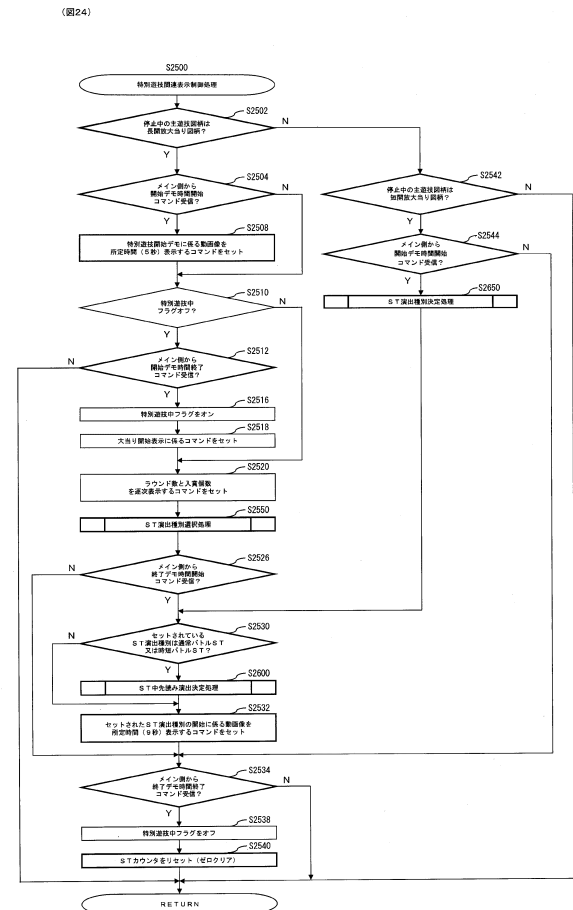 （図24）
S2500
特別遊技関連表示制御処理
S2502
停止中の主遊技図柄は
長開放大当り図柄？
N
Y
S2504
メイン側から
開始デモ時間開始
コマンド受信？
N
Y
S2508
特別遊技開始デモに係る動画像を
所定時間（5秒）表示するコマンドをセット
S2510
特別遊技中
フラグオフ？
N
Y
S2512
メイン側から
開始デモ時間終了
コマンド受信？
N
Y
S2516
特別遊技中フラグをオン
S2518
大当り開始表示に係るコマンドをセット
S2520
ラウンド数と入賞個数
を逐次表示するコマンドをセット
S2550
ST演出種別選択処理
S2526
メイン側から
終了デモ時間開始
コマンド受信？
N
Y
S2530
セットされている
ST演出種別は通常バトルST
又は時短バトルST？
N
Y
S2600
ST中先読み演出決定処理
S2532
セットされたST演出種別の開始に係る動画像を
所定時間（9秒）表示するコマンドをセット
S2534
メイン側から
終了デモ時間終了
コマンド受信？
N
Y
S2538
特別遊技中フラグをオフ
S2540
STカウンタをリセット（ゼロクリア）
RETURN
S2542
停止中の主遊技図柄は
短開放大当り図柄？
N
Y
S2544
メイン側から
開始デモ時間開始
コマンド受信？
N
Y
S2650
ST演出種別決定処理